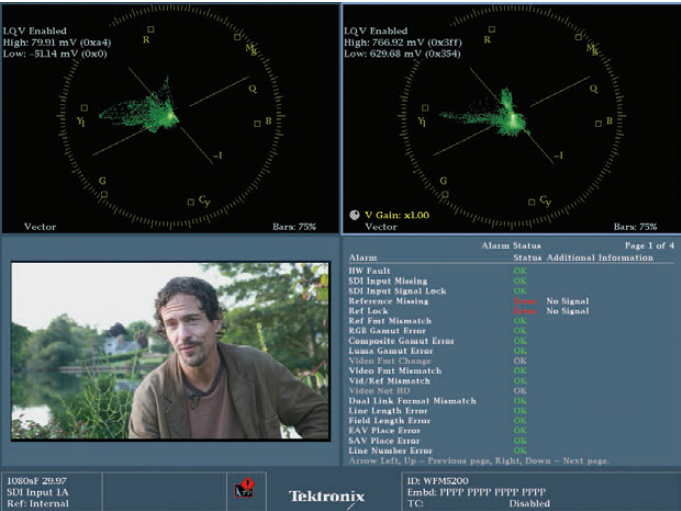 LQV Enabled
High: 79.91 mV (0xa4)
Low: -51.14 mV (0x0)
R
Mg
Q
Yl
B
-I
G
Cy
Vector
Bars: 75%
LQV Enabled
High: 766.92 mV (0x3ff)
Low: 629.68 mV (0x354)
R
Mg
Q
Yl
B
-I
G
Cy
V Gain: x1.00
Vector
Bars: 75%
Alarm Status Page 1 of 4
Alarm Status Additional Information
HW Fault OK
SDI Input Missing OK
SDI Input Signal Lock OK
Reference Missing No Signal
Ref Lock No Signal
Ref Fmt Mismatch OK
RGB Gamut Error OK
Composite Gamut Error OK
Luma Gamut Error OK
Video Fmt Change OK
Video Fmt Mismatch OK
Vid/Ref Mismatch OK
Video Not HD OK
Dual Link Format Mismatch OK
Line Length Error OK
Field Length Error OK
EAV Place Error OK
SAV Place Error OK
Line Number Error OK
Arrow Left, Up - Previous page, Right, Down - Next page.
1080sF 29.97
SDI Input 1A
Ref: Internal
Tektronix
ID: WFM5200
Embd: PPPP PPPP PPPP PPPP
TC: Disabled